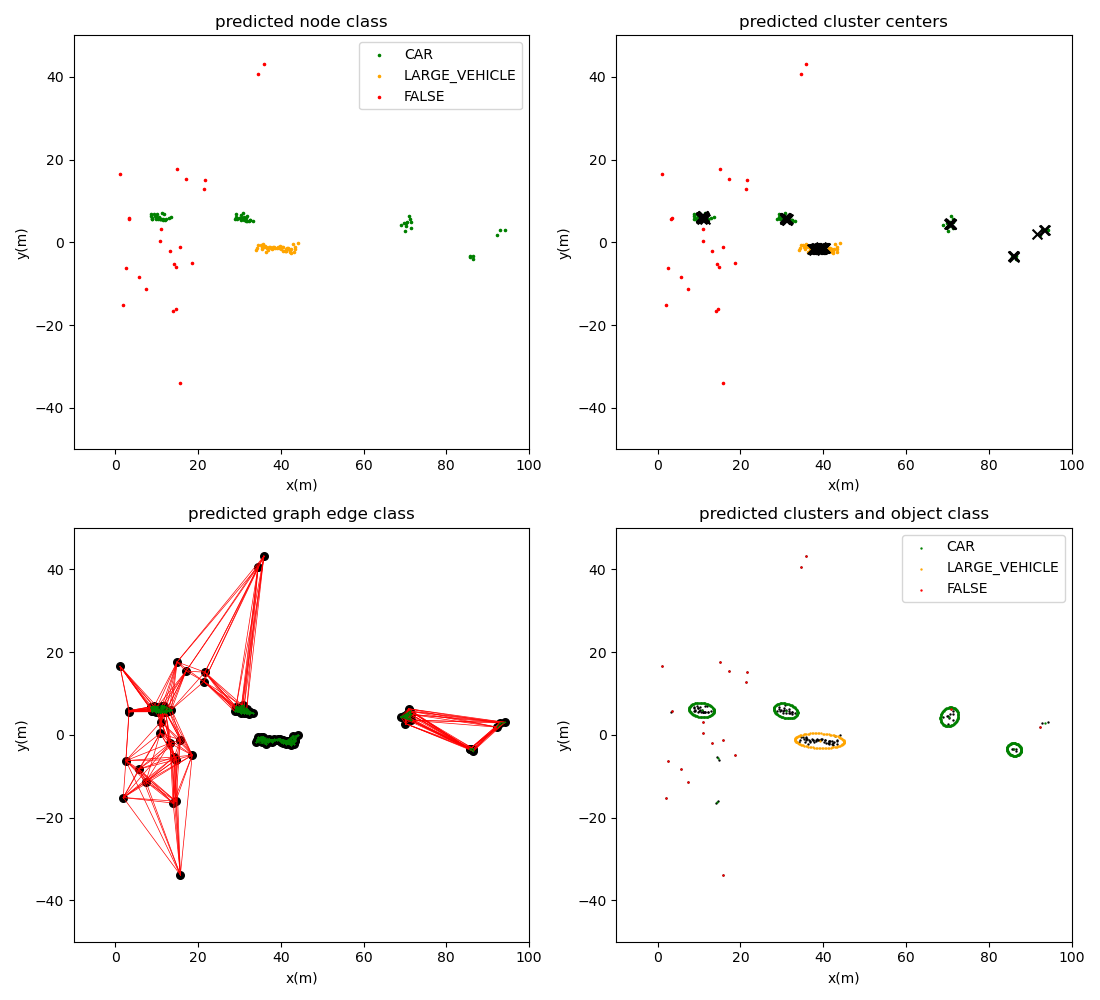 predicted node class
CAR
LARGE_VEHICLE
FALSE
40
20
0
−20
−40
y(m)
0 20 40 60 80 100
x(m)
predicted cluster centers
40
20
0
−20
−40
y(m)
0 20 40 60 80 100
x(m)
predicted graph edge class
40
20
0
−20
−40
y(m)
0 20 40 60 80 100
x(m)
predicted clusters and object class
CAR
LARGE_VEHICLE
FALSE
40
20
0
−20
−40
y(m)
0 20 40 60 80 100
x(m)